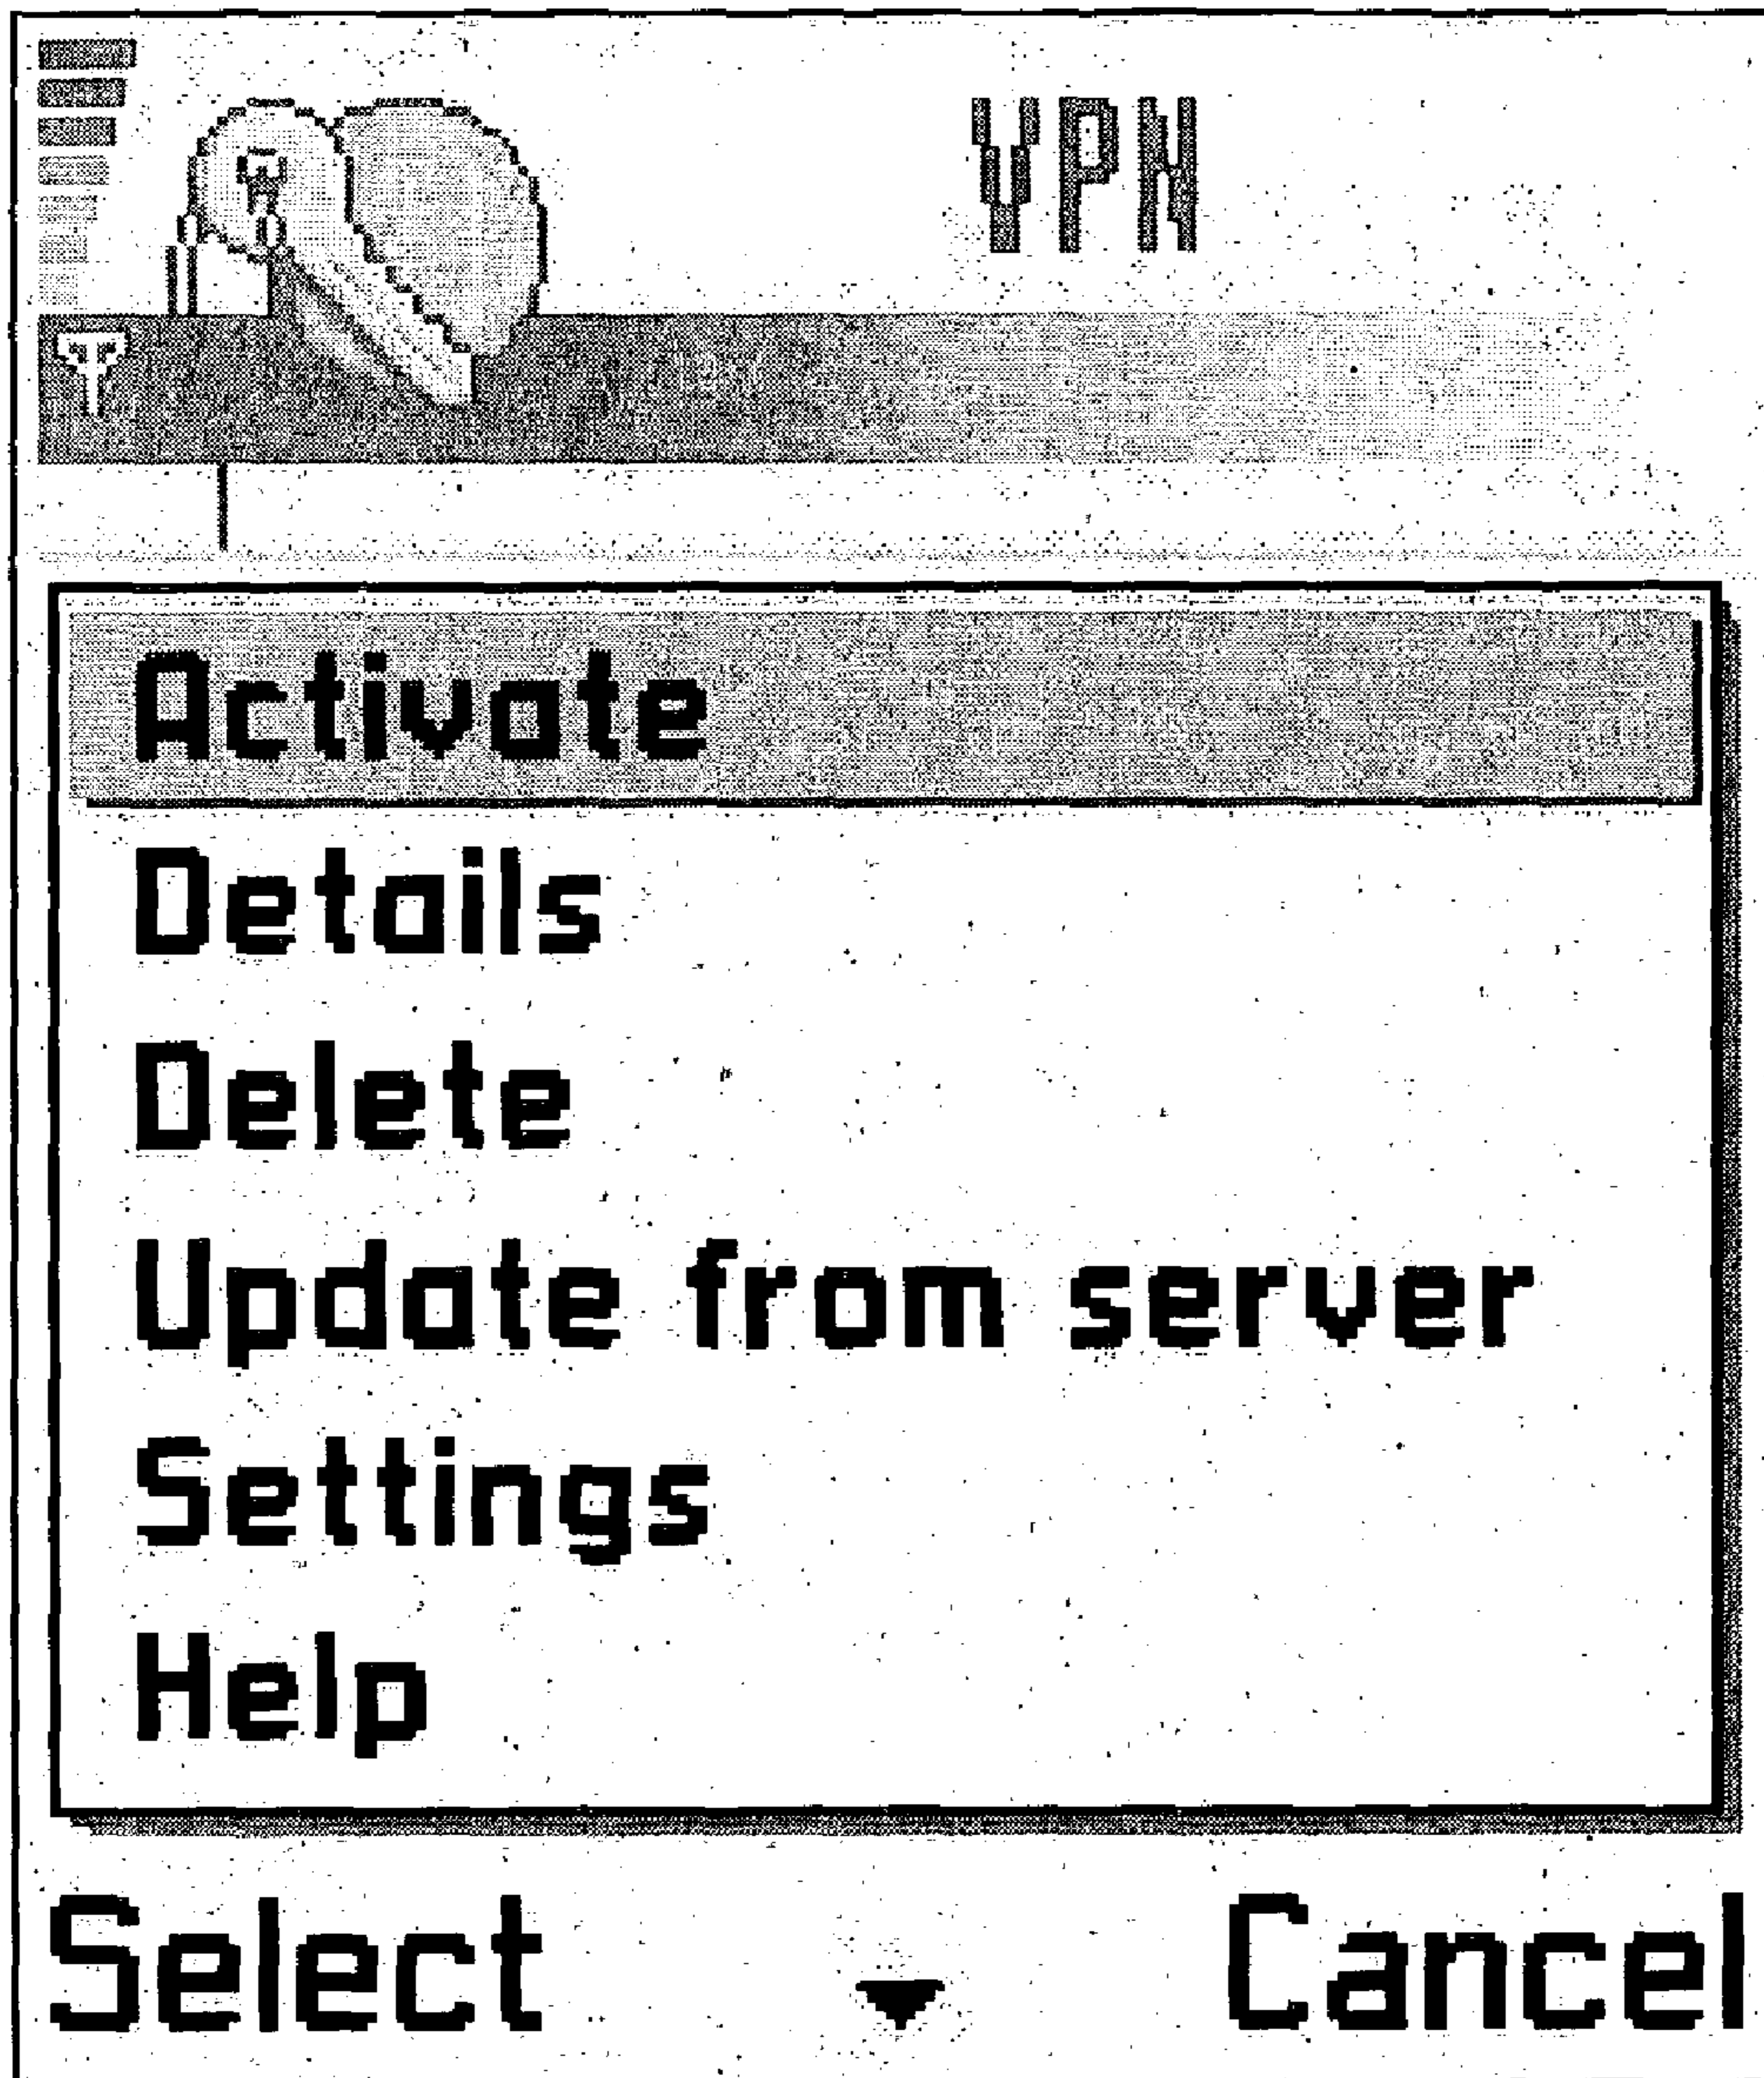 VPN
Activate
Details
Delete
Update from server
Settings
Help
Select Cancel